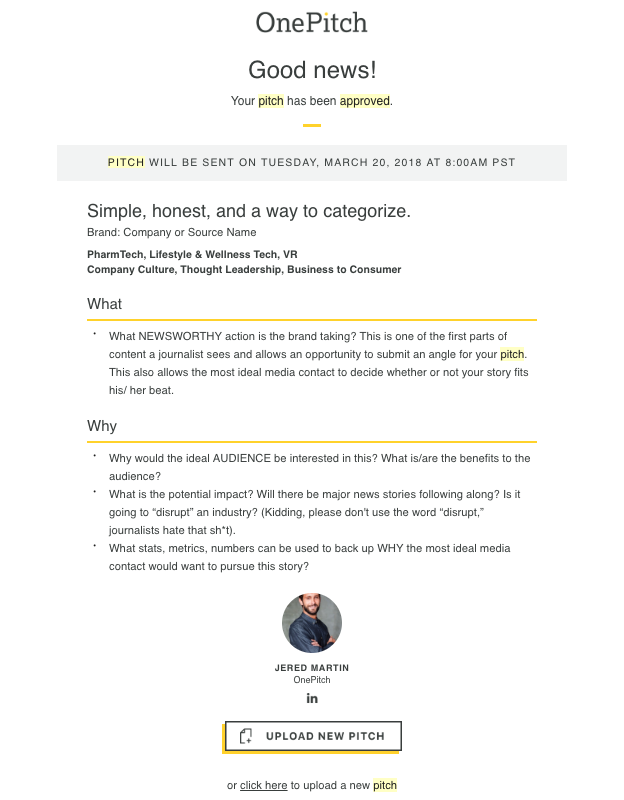 OnePitch
Good news!
Your pitch has been approved.
PITCH WILL BE SENT ON TUESDAY, MARCH 20, 2018 AT 8:00AM PST
Simple, honest, and a way to categorize.
Brand: Company or Source Name
PharmTech, Lifestyle & Wellness Tech, VR
Company Culture, Thought Leadership, Business to Consumer
What
• What NEWSWORTHY action is the brand taking? This is one of the first parts of
content a journalist sees and allows an opportunity to submit an angle for your pitch.
This also allows the most ideal media contact to decide whether or not your story fits
his/ her beat.
Why
• Why would the ideal AUDIENCE be interested in this? What is/are the benefits to the
audience?
• What is the potential impact? Will there be major news stories following along? Is it
going to “disrupt” an industry? (Kidding, please don't use the word “disrupt,”
journalists hate that sh*t).
• What stats, metrics, numbers can be used to back up WHY the most ideal media
contact would want to pursue this story?
JERED MARTIN
OnePitch
in
UPLOAD NEW PITCH
or click here to upload a new pitch